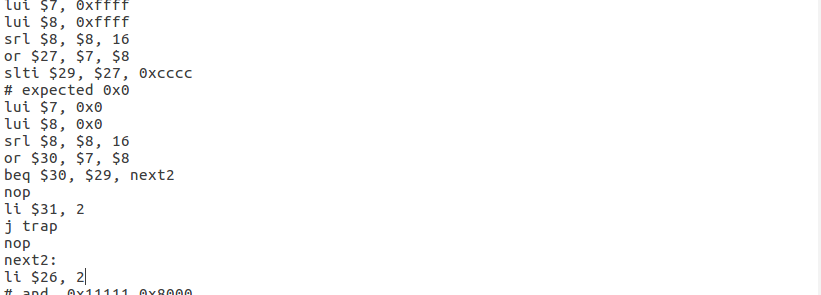 lui $7, 0xffff
lui $8, 0xffff
srl $8, $8, 16
or $27, $7, $8
slti $29, $27, 0xcccc
# expected 0x0
lui $7, 0x0
lui $8, 0x0
srl $8, $8, 16
or $30, $7, $8
beq $30, $29, next2
nop
li $31, 2
j trap
nop
next2:
li $26, 2
# and  0x11111 0x8000